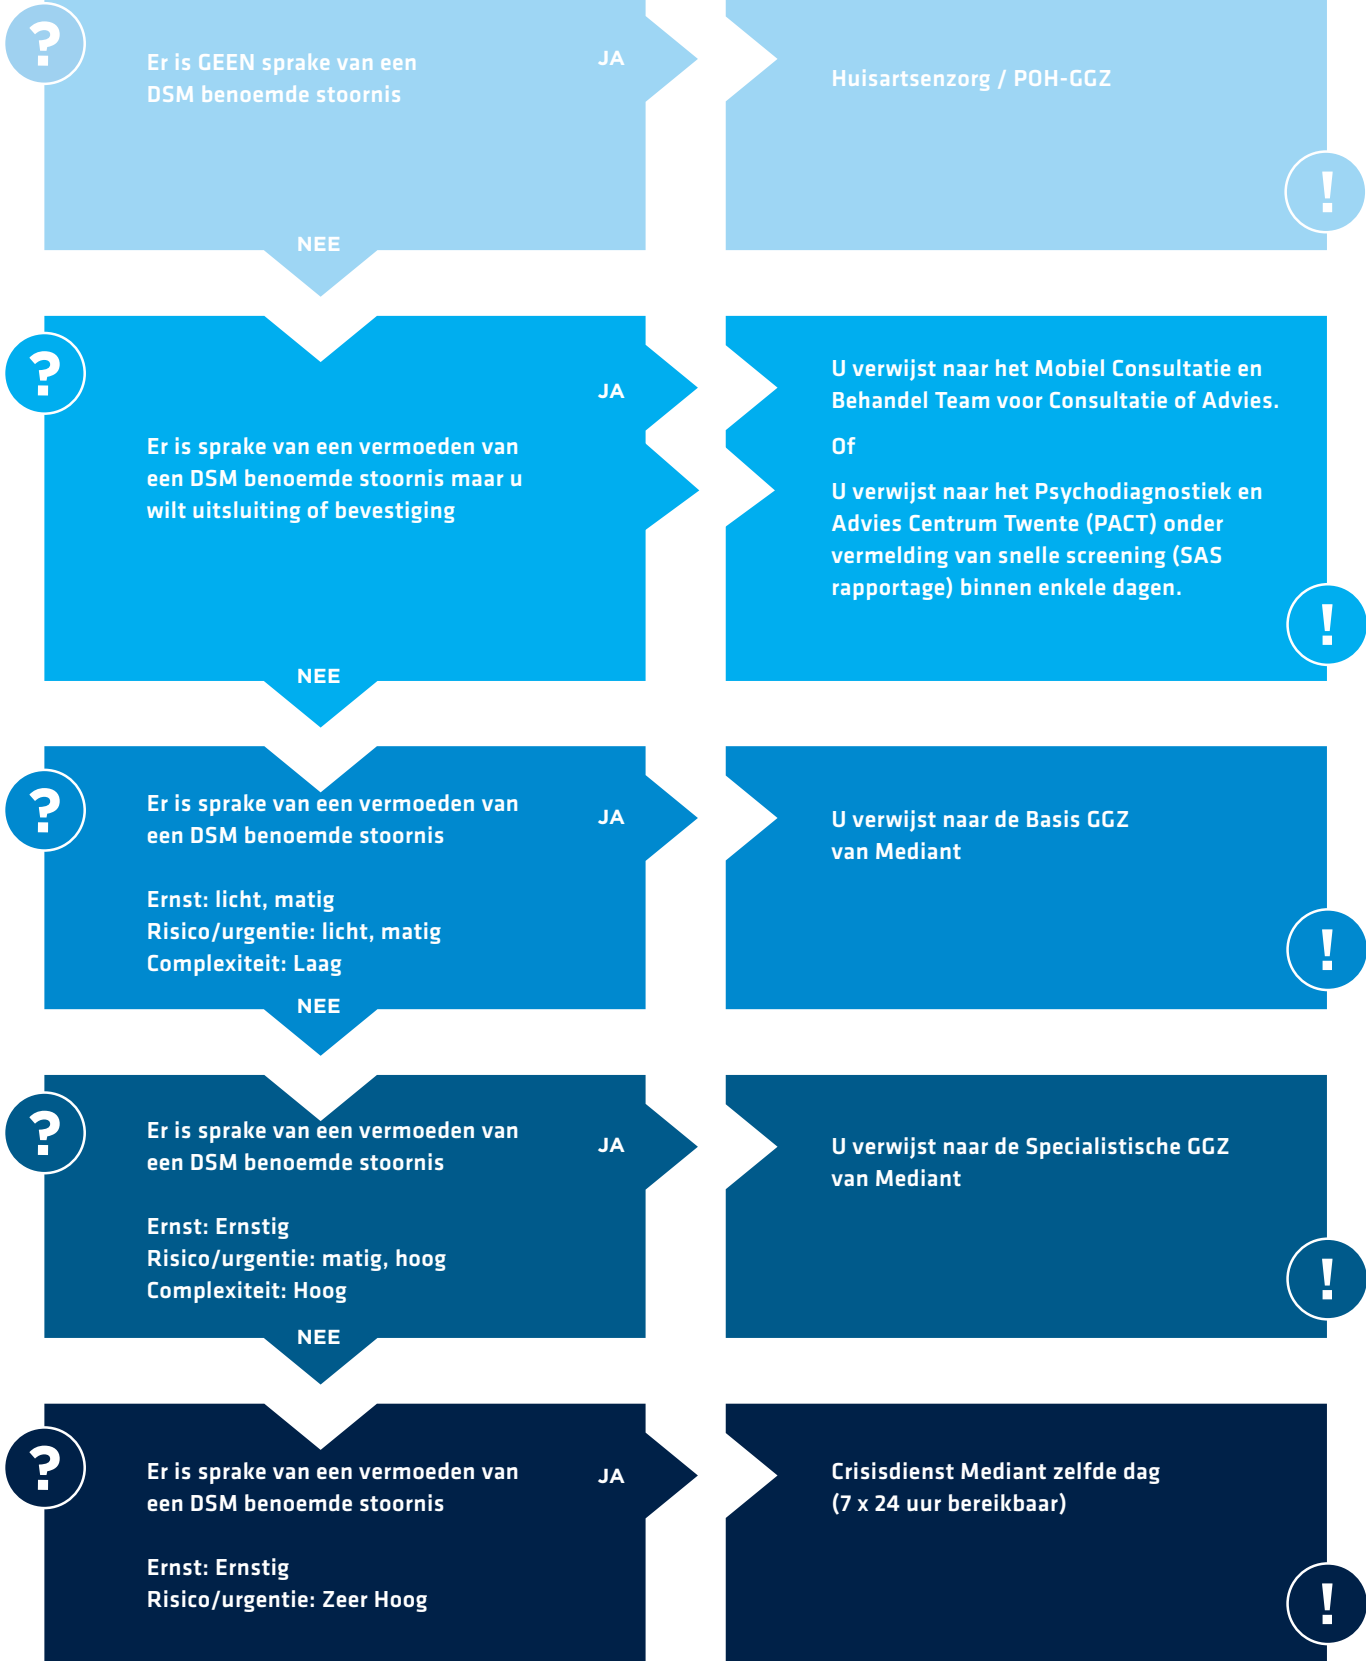 ?
Er is GEEN sprake van een
DSM benoemde stoornis
JA
NEE
Huisartsenzorg / POH-GGZ
!
?
Er is sprake van een vermoeden van
een DSM benoemde stoornis maar u
wilt uitsluiting of bevestiging
JA
NEE
U verwijst naar het Mobiel Consultatie en
Behandel Team voor Consultatie of Advies.
Of
U verwijst naar het Psychodiagnostiek en
Advies Centrum Twente (PACT) onder
vermelding van snelle screening (SAS
rapportage) binnen enkele dagen.
!
?
Er is sprake van een vermoeden van
een DSM benoemde stoornis
Ernst: licht, matig
Risico/urgentie: licht, matig
Complexiteit: Laag
JA
NEE
U verwijst naar de Basis GGZ
van Mediant
!
?
Er is sprake van een vermoeden van
een DSM benoemde stoornis
Ernst: Ernstig
Risico/urgentie: matig, hoog
Complexiteit: Hoog
JA
NEE
U verwijst naar de Specialistische GGZ
van Mediant
!
?
Er is sprake van een vermoeden van
een DSM benoemde stoornis
Ernst: Ernstig
Risico/urgentie: Zeer Hoog
JA
Crisisdienst Mediant zelfde dag
(7 x 24 uur bereikbaar)
!